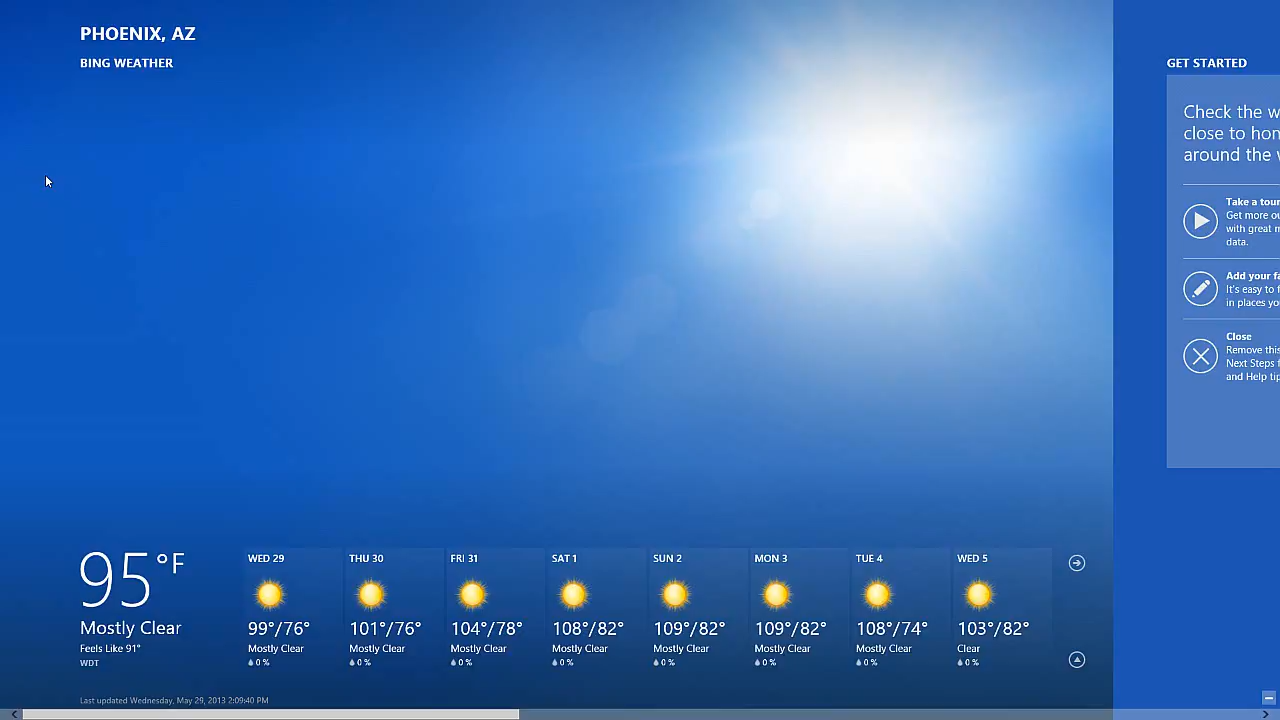 PHOENIX, AZ
BING WEATHER
GET STARTED
Check the w
close to hon
around the
Take a tour
Get more ou
with great m
data.
Add your fa
It's easy to f
in places yo
Close
Remove this
Next Steps f
and Help tip
95°F
Mostly Clear
Feels Like 91°
WDT
WED 29
99°/76°
Mostly Clear
0 %
THU 30
101°/76°
Mostly Clear
0 %
FRI 31
104°/78°
Mostly Clear
0 %
SAT 1
108°/82°
Mostly Clear
0 %
SUN 2
109°/82°
Mostly Clear
0 %
MON 3
109°/82°
Mostly Clear
0 %
TUE 4
108°/74°
Mostly Clear
0 %
WED 5
103°/82°
Clear
0 %
Last updated Wednesday, May 29, 2013 2:09:40 PM